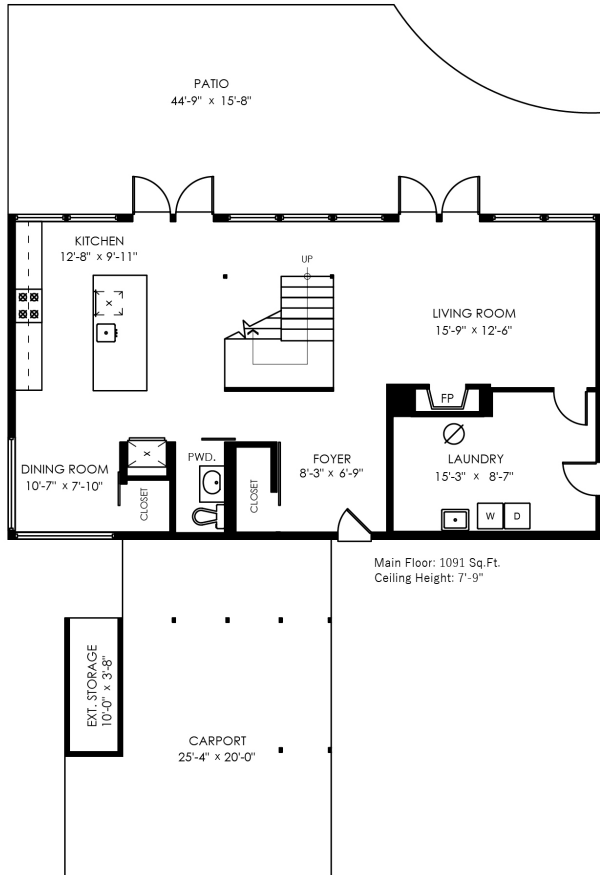 PATIO
44'-9" x 15'-8"
KITCHEN
12'-8" x 9'-11"
UP
X
LIVING ROOM
15'-9" x 12'-6"
FP
X
PWD.
DINING ROOM
10'-7" x 7'-10"
CLOSET
CLOSET
FOYER
8'-3" x 6'-9"
LAUNDRY
15'-3" x 8'-7"
W
D
Main Floor: 1091 Sq.Ft.
Ceiling Height: 7'-9"
EXT. STORAGE
10'-0" x 3'-8"
CARPORT
25'-4" x 20'-0"